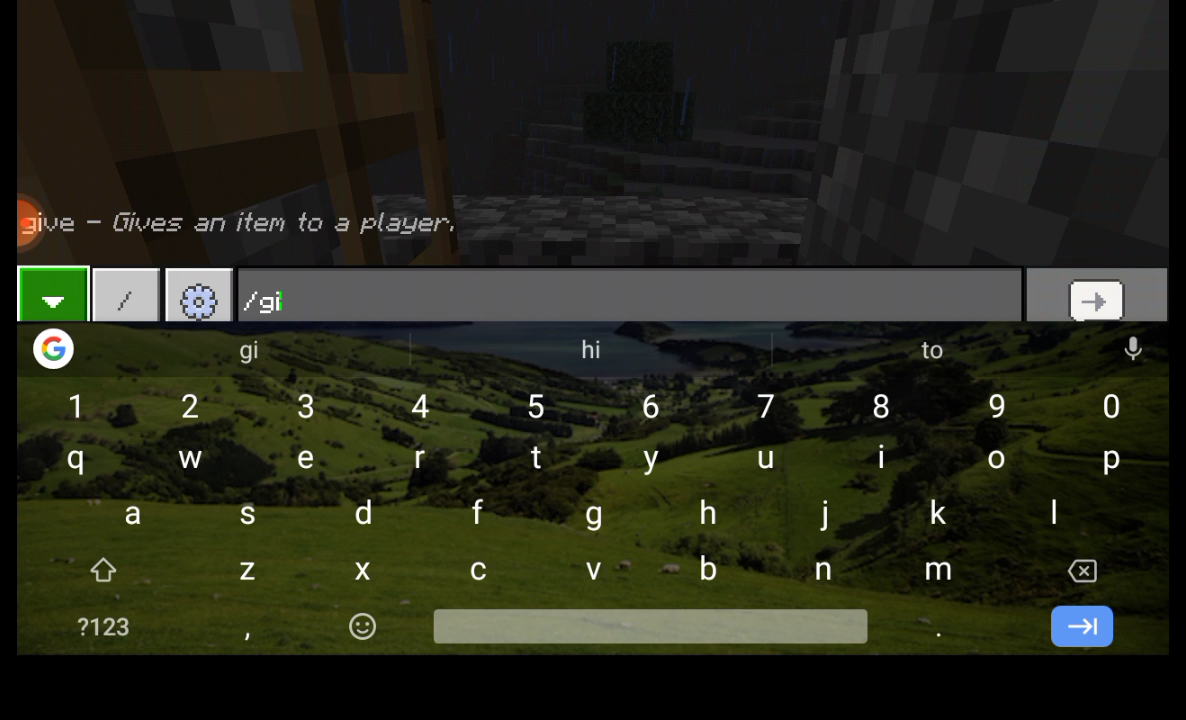 give - Gives an item to a player.
/ /gi
gi hi to
1 2 3 4 5 6 7 8 9 0
q w e r t y u i o p
a s d f g h j k l
z x c v b n m
?123 , .